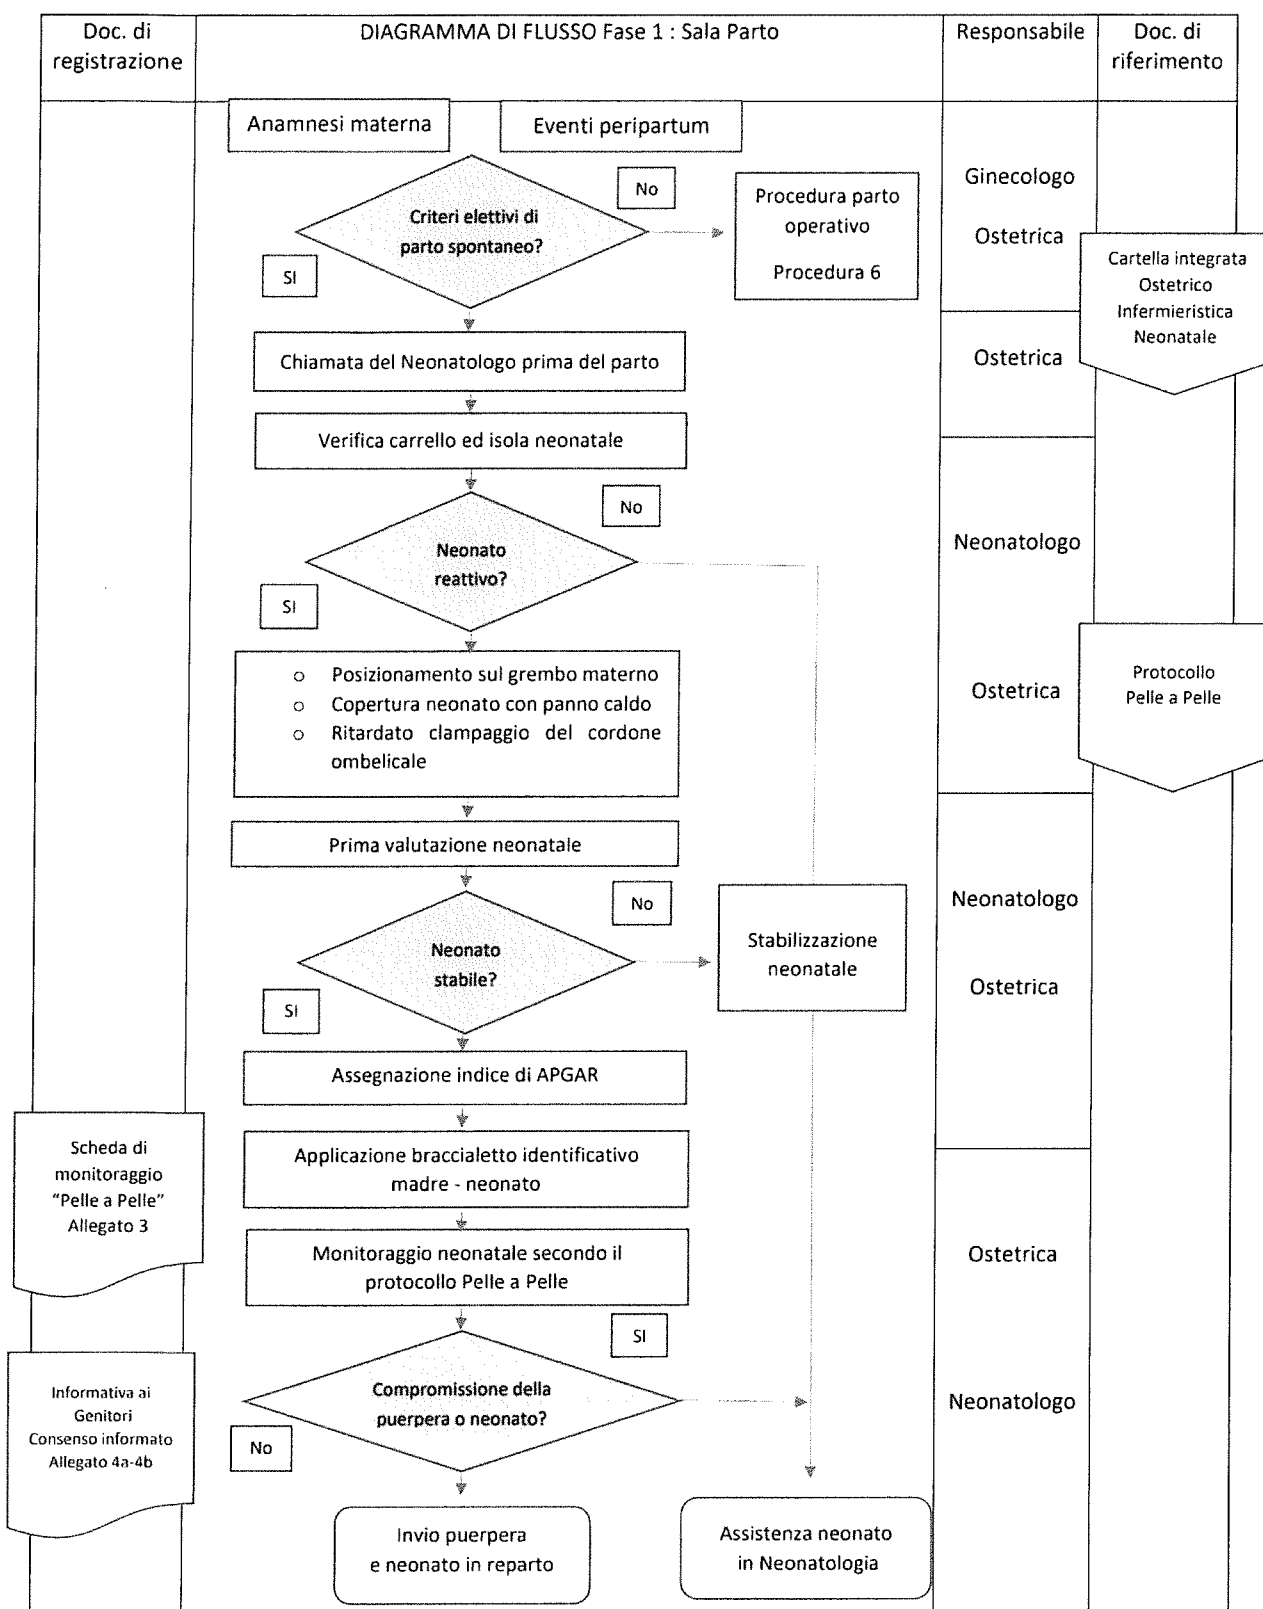 Doc. di
registrazione
DIAGRAMMA DI FLUSSO Fase 1 : Sala Parto
Responsabile
Doc. di
riferimento
Anamnesi materna
Eventi peripartum
Criteri elettivi di
parto spontaneo?
No
SI
Procedura parto
operativo
Procedura 6
Ginecologo
Ostetrica
Cartella integrata
Ostetrico
Infermieristica
Neonatale
Chiamata del Neonatologo prima del parto
Ostetrica
Verifica carrello ed isola neonatale
Neonato
reattivo?
No
SI
Neonatologo
○ Posizionamento sul grembo materno
○ Copertura neonato con panno caldo
○ Ritardato clampaggio del cordone
ombelicale
Ostetrica
Protocollo
Pelle a Pelle
Prima valutazione neonatale
Neonato
stabile?
No
SI
Stabilizzazione
neonatale
Neonatologo
Ostetrica
Assegnazione indice di APGAR
Scheda di
monitoraggio
“Pelle a Pelle”
Allegato 3
Applicazione braccialetto identificativo
madre - neonato
Monitoraggio neonatale secondo il
protocollo Pelle a Pelle
Ostetrica
Informativa ai
Genitori
Consenso informato
Allegato 4a-4b
Compromissione della
puerpera o neonato?
SI
No
Neonatologo
Invio puerpera
e neonato in reparto
Assistenza neonato
in Neonatologia